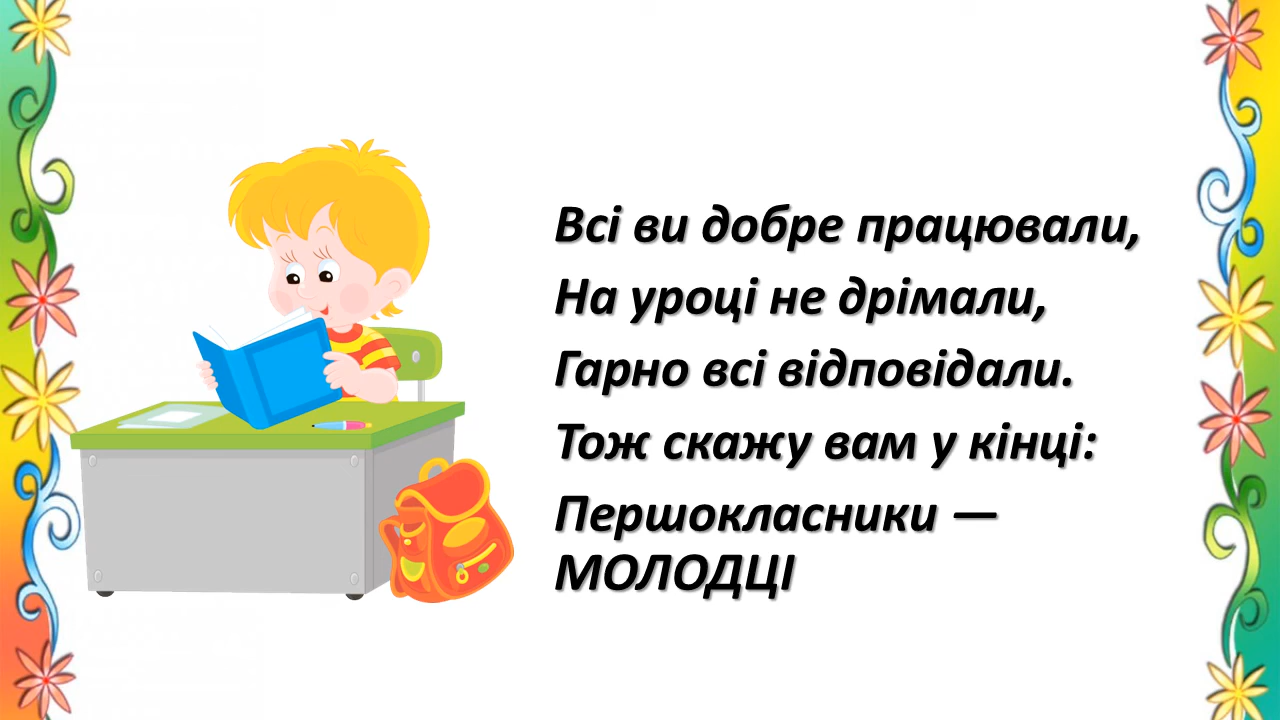 Всі ви добре працювали,
На уроці не дрімали,
Гарно всі відповідали.
Тож скажу вам у кінці:
Першокласники —
МОЛОДЦІ